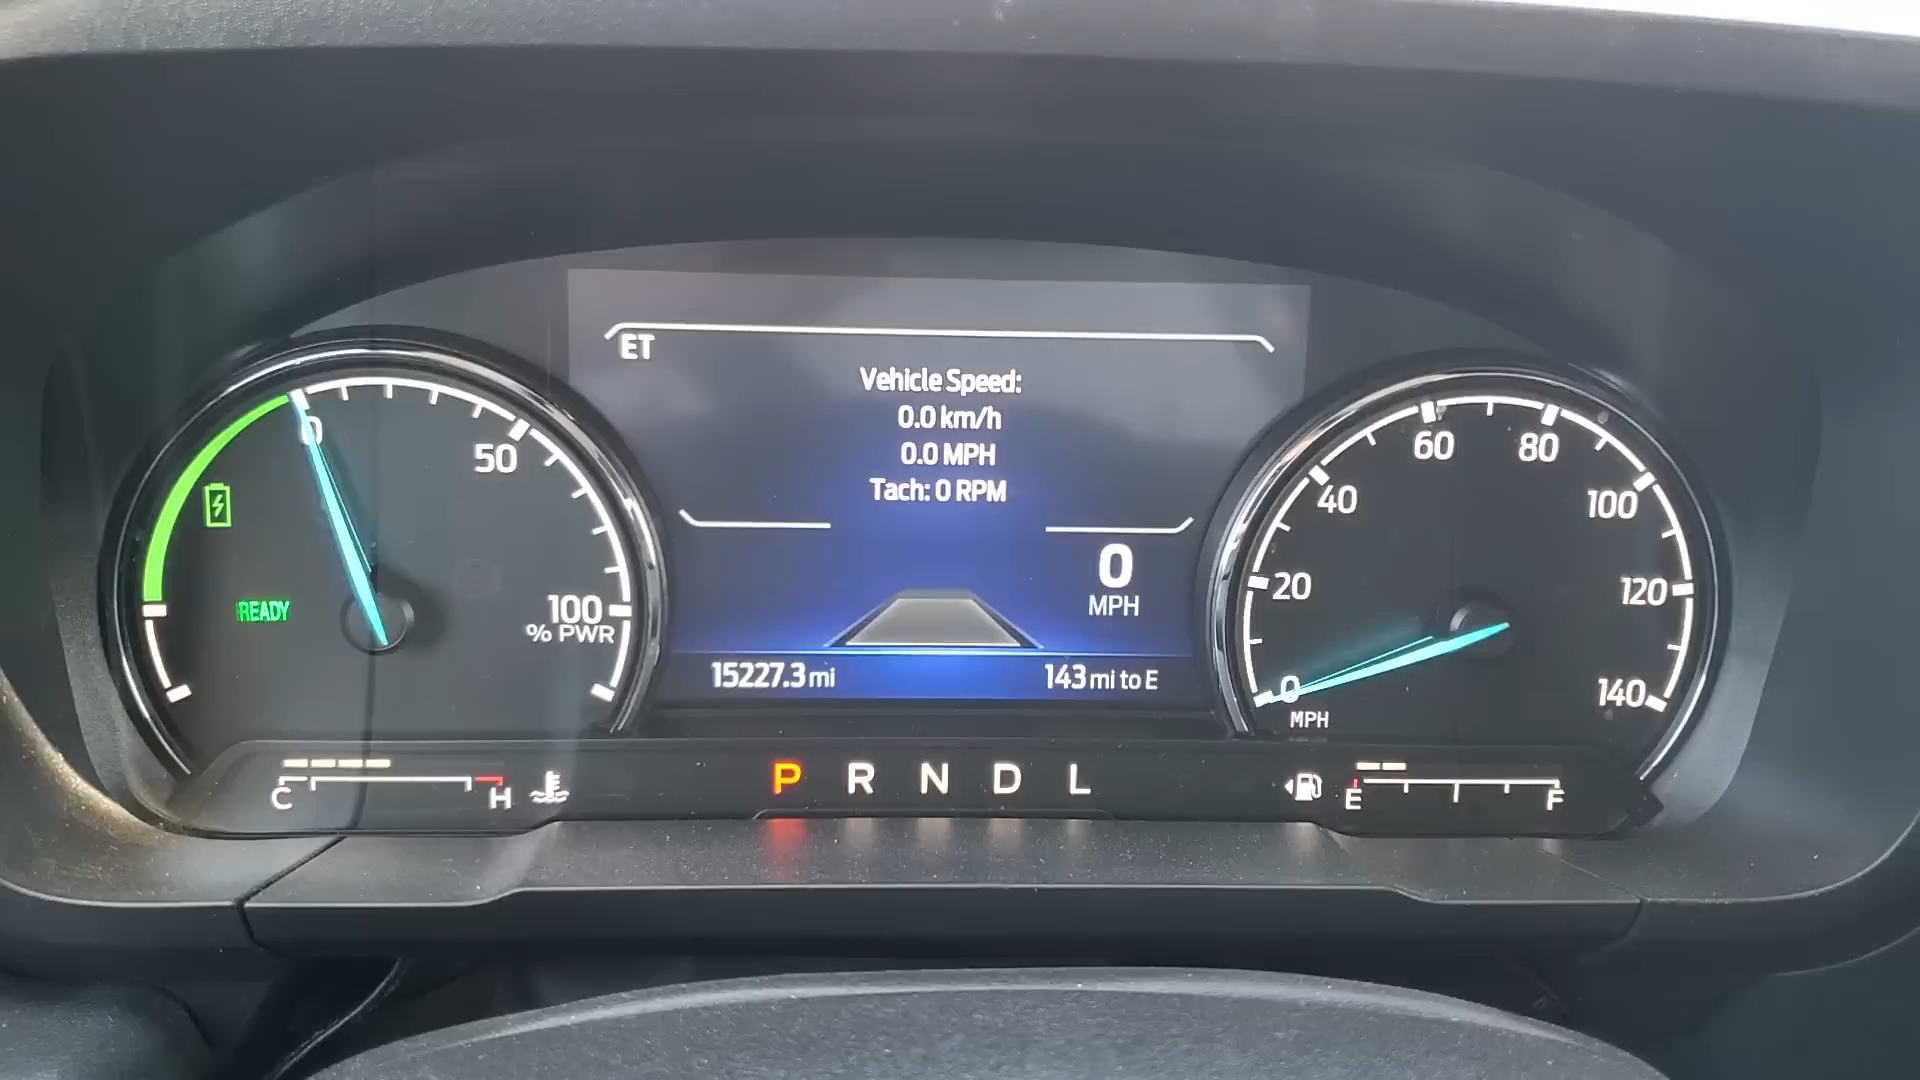 ET
Vehicle Speed:
0.0 km/h
0.0 MPH
Tach: 0 RPM
0
MPH
15227.3 mi
143 mi to E
0
50
100
% PWR
READY
0
20
40
60
80
100
120
140
MPH
C
H
P R N D L
E
F